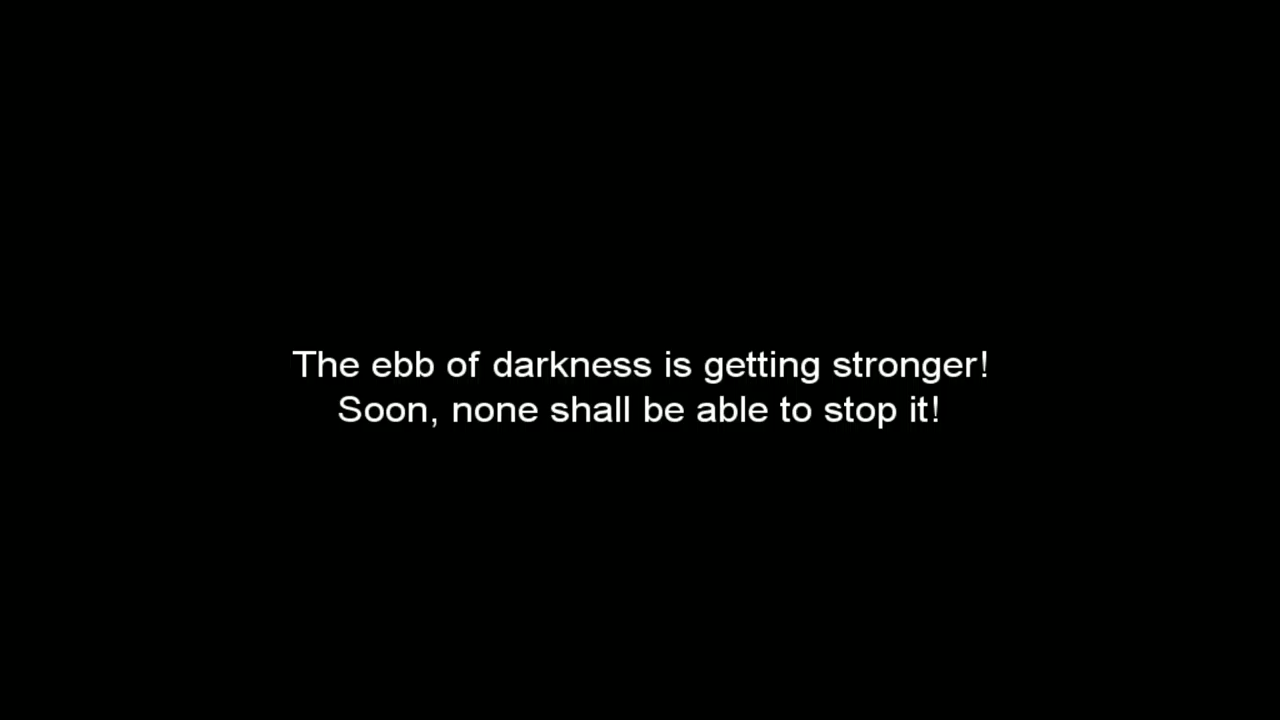 The ebb of darkness is getting stronger!
Soon, none shall be able to stop it!